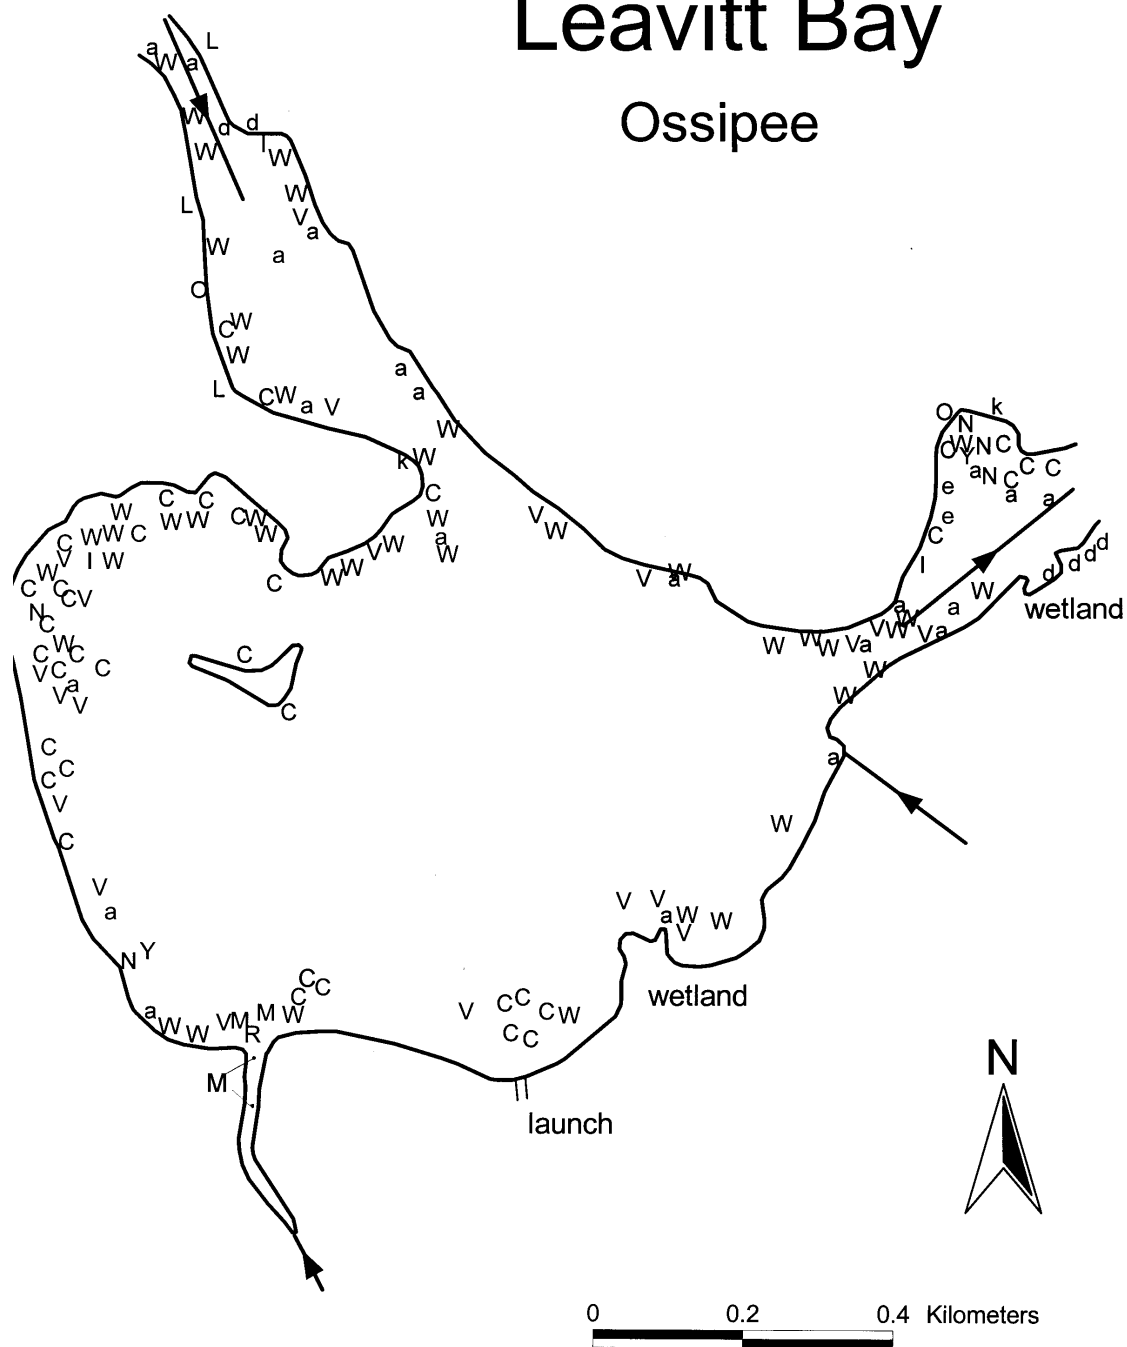 Leavitt Bay
Ossipee
a W a L
W d d
W I W
L W
V a
W a
O
C W
W
a
L C W a V a
W
O k
N
k W O W N C
Y a N C C C
C e a a
W V W e
a C
W
C C W
W W C W W
C W W C
V I W V W
W W
C W C
C C V
N C
I
V a W
W d d d d
a W
a wetland
V W W V a
W W W V a
W
C W
C C C
V C a
V V
C
C
W
a
C
C C
V
W
C
V
a
V V
a W W
V
N Y
wetland
C C
C
a W W V M R M W
V C C C W
C C
M
launch
N
0 0.2 0.4 Kilometers